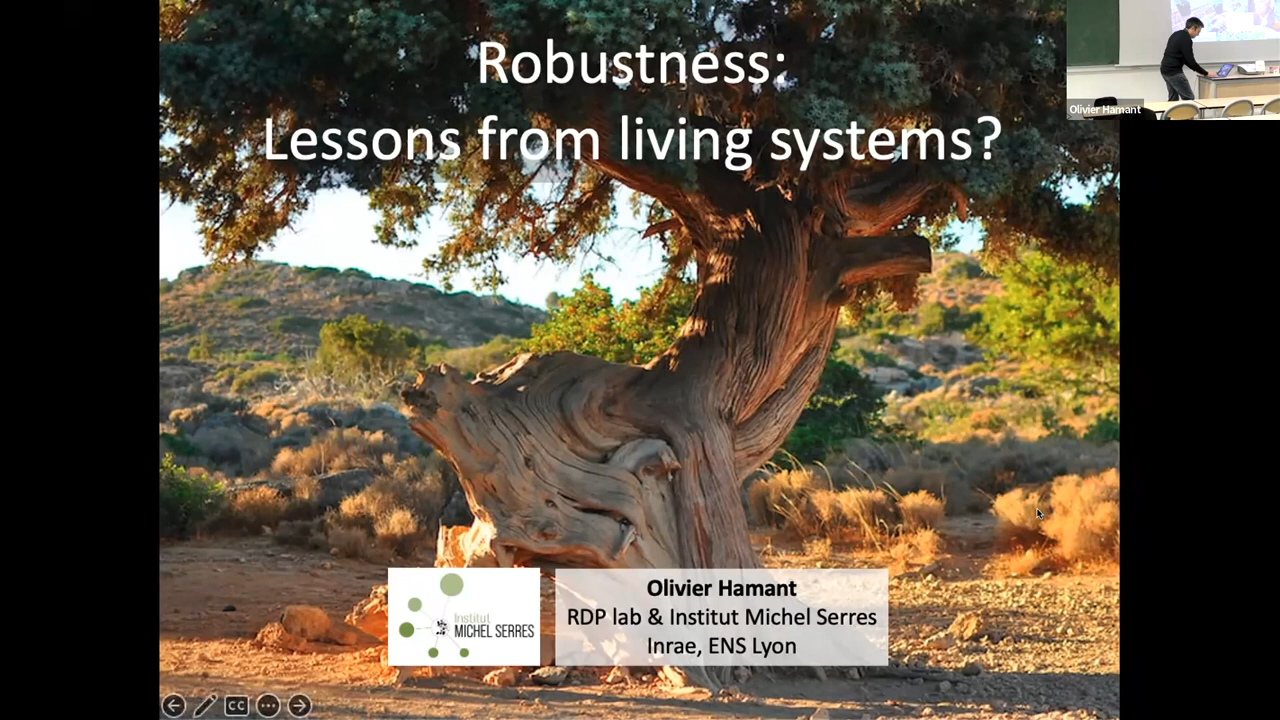 Robustness:
Lessons from living systems?
Olivier Hamant
Institut
MICHEL SERRES
Olivier Hamant
RDP lab & Institut Michel Serres
Inrae, ENS Lyon
CC